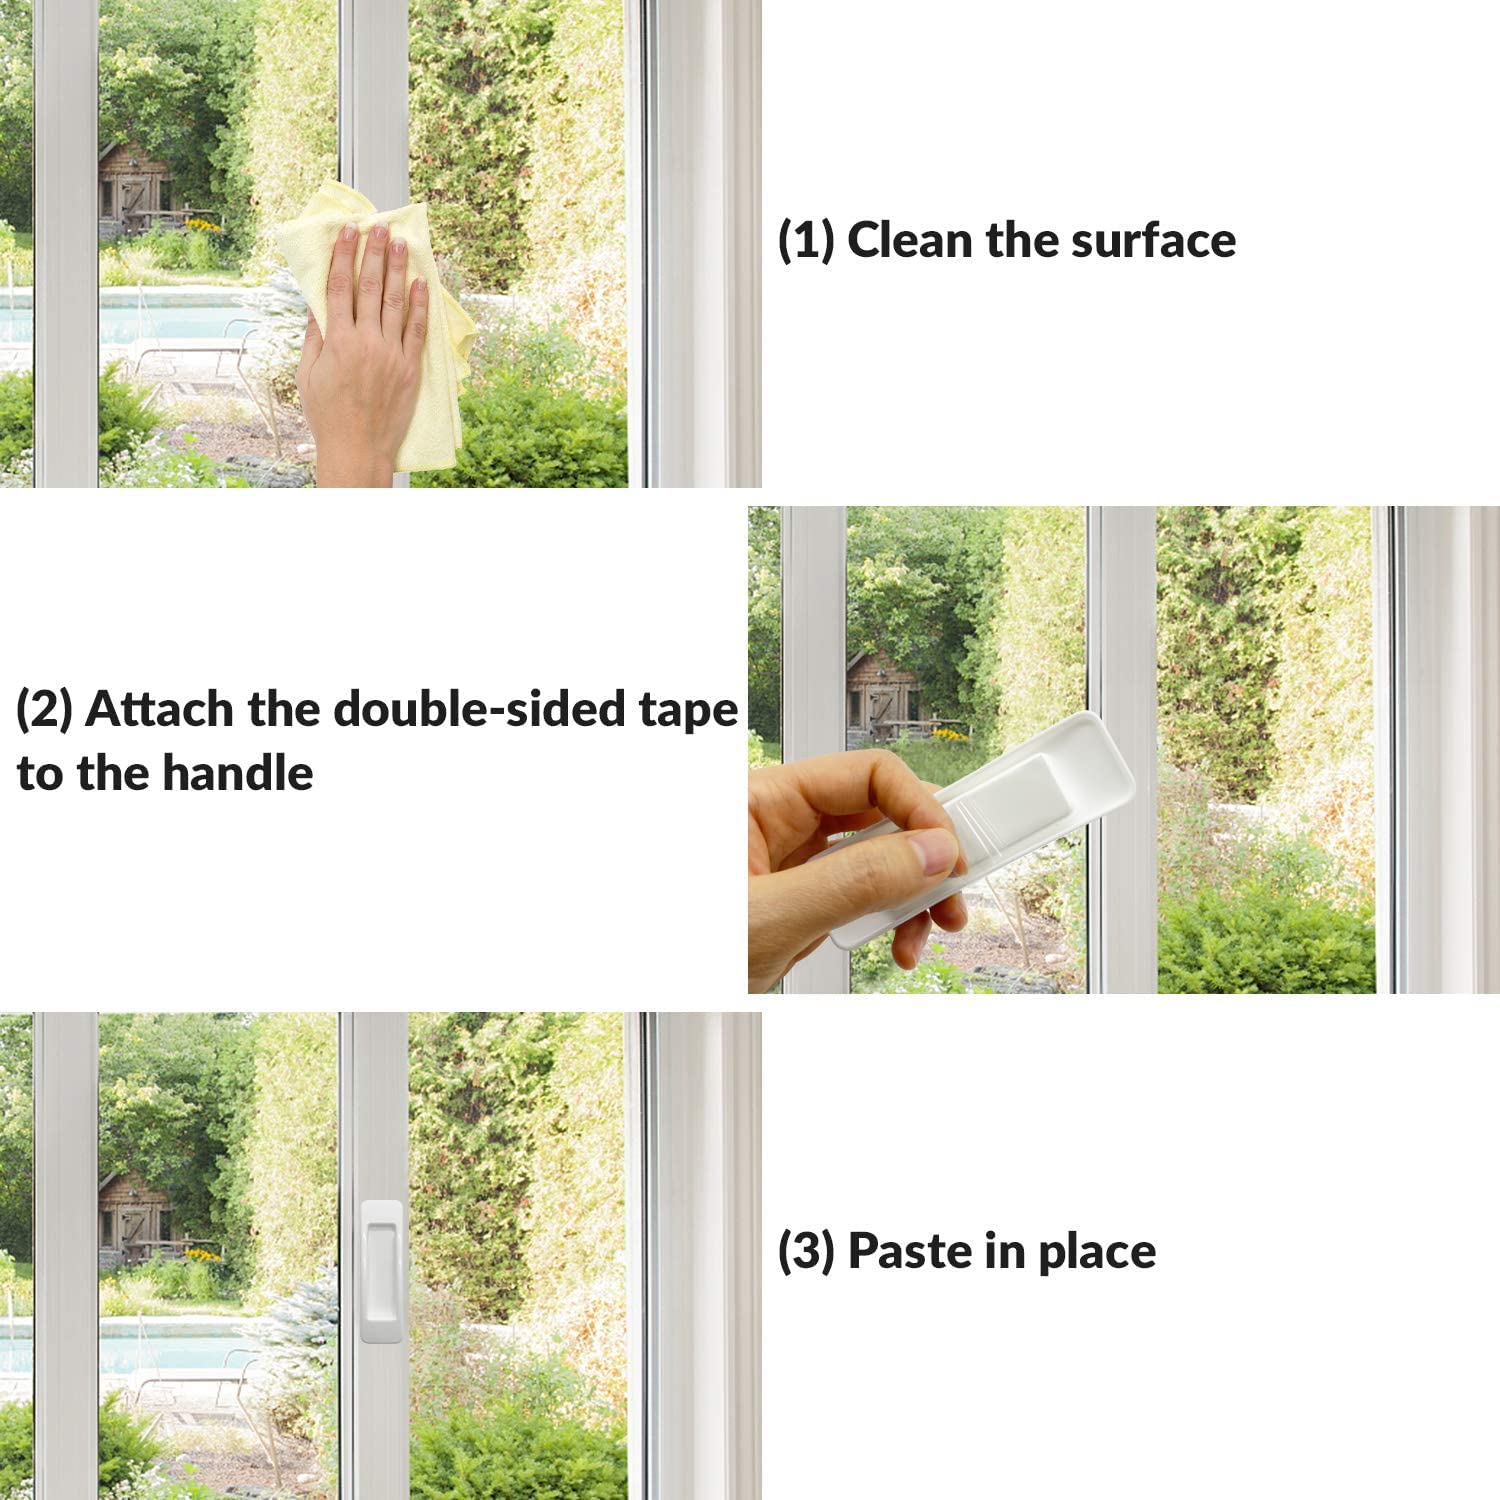 (1) Clean the surface
(2) Attach the double-sided tape
to the handle
(3) Paste in place